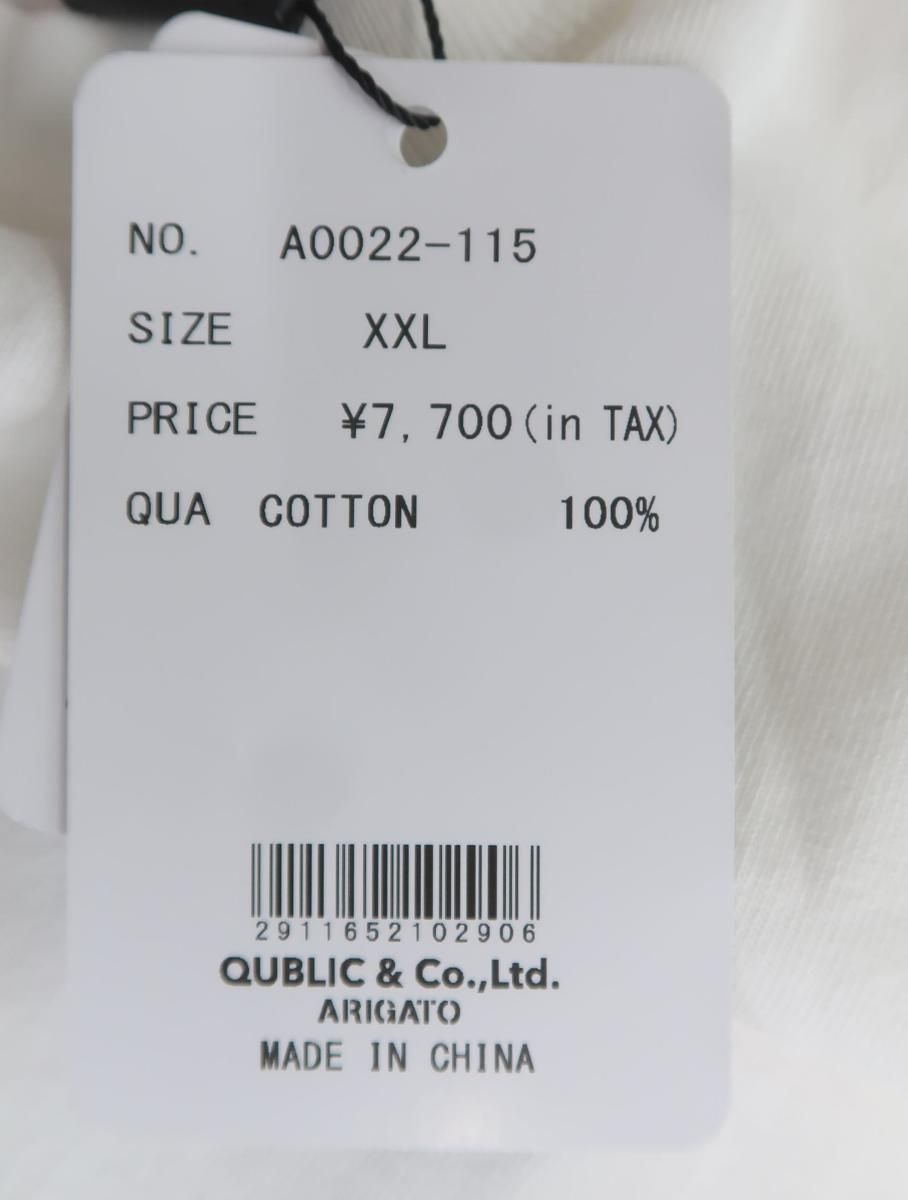 NO. A0022-115
SIZE XXL
PRICE ¥7,700(in TAX)
QUA COTTON 100%
2911652102906
QUBLIC & Co.,Ltd.
ARIGATO
MADE IN CHINA